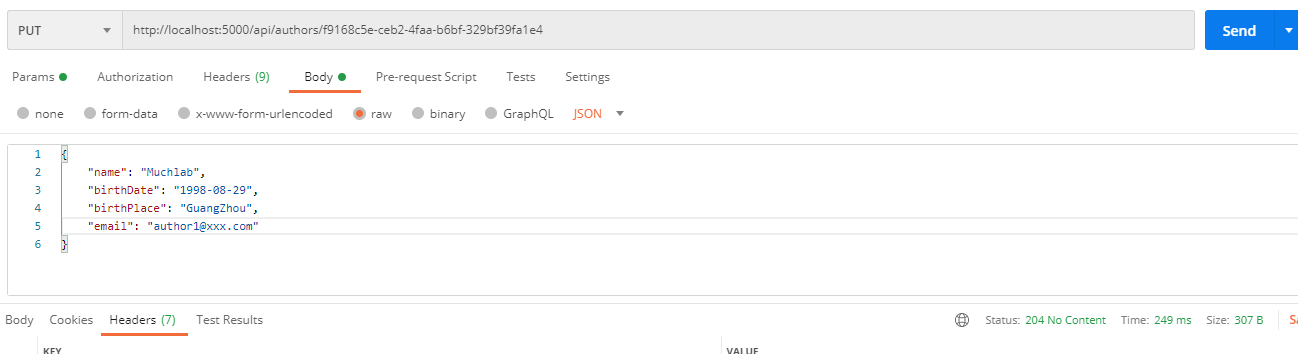 PUT http://localhost:5000/api/authors/f9168c5e-ceb2-4faa-b6bf-329bf39fa1e4 Send
Params Authorization Headers (9) Body Pre-request Script Tests Settings
none form-data x-www-form-urlencoded raw binary GraphQL JSON
1 {
2 "name": "Muchlab",
3 "birthDate": "1998-08-29",
4 "birthPlace": "GuangZhou",
5 "email": "author1@xxx.com"
6 }
Body Cookies Headers (7) Test Results Status: 204 No Content Time: 249 ms Size: 307 B
KEY VALUE